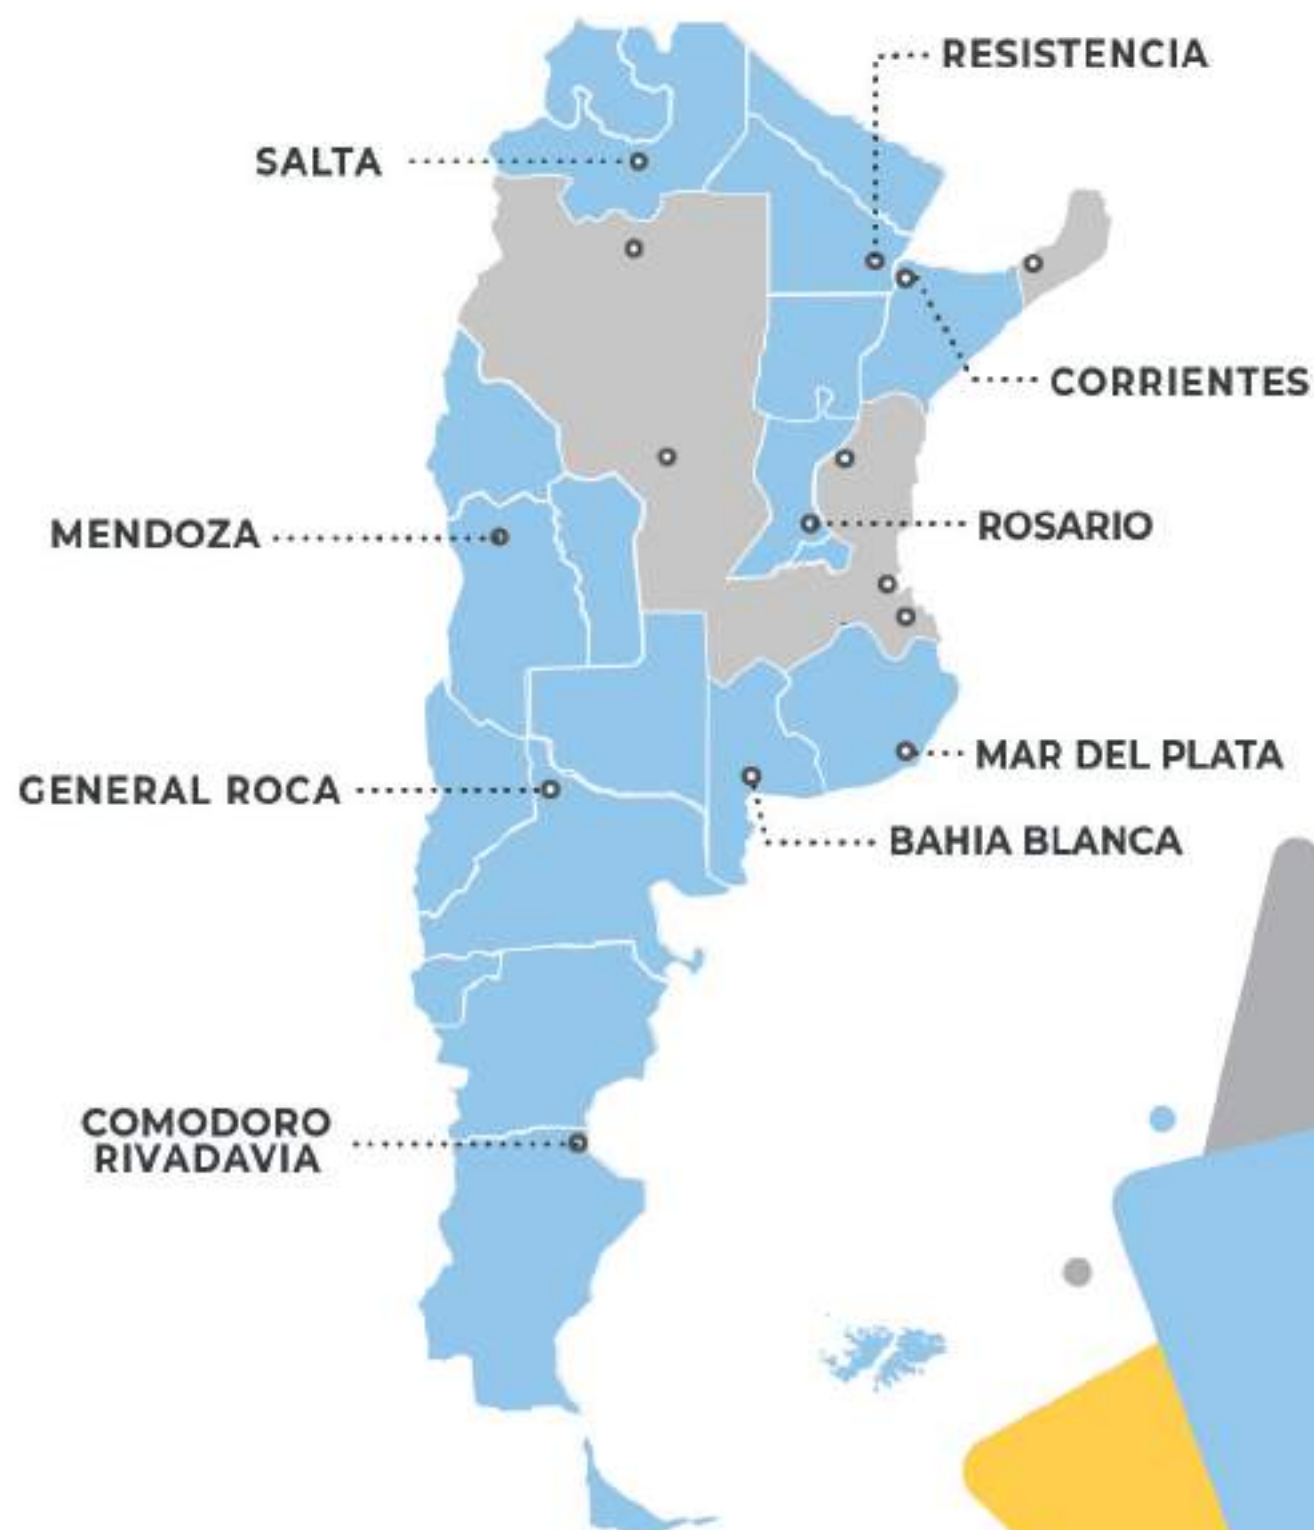 RESISTENCIA
SALTA
CORRIENTES
MENDOZA
ROSARIO
MAR DEL PLATA
GENERAL ROCA
BAHIA BLANCA
COMODORO
RIVADAVIA